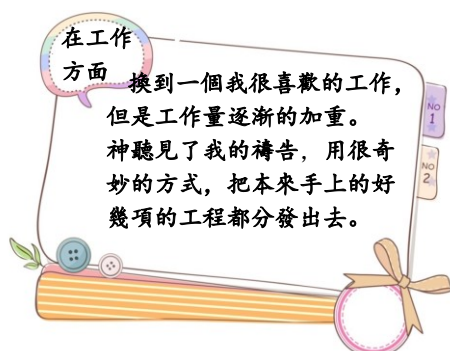 在工作
方面
換到一個我很喜歡的工作，
但是工作量逐漸的加重。
神聽見了我的禱告，用很奇
妙的方式，把本來手上的好
幾項的工程都分發出去。
NO
1
NO
2